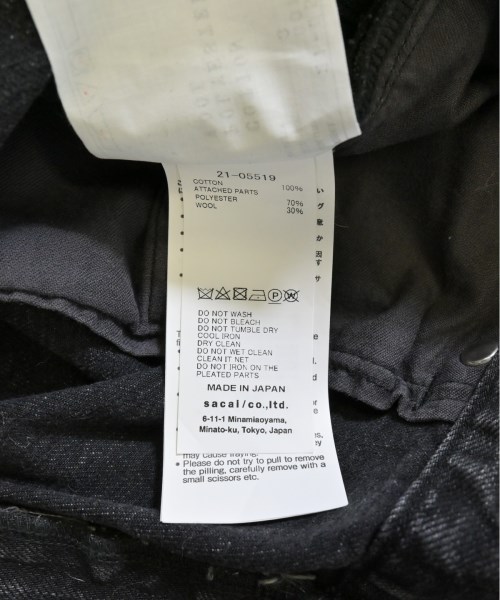 21-05519
COTTON 100%
ATTACHED PARTS
POLYESTER 70%
WOOL 30%
DO NOT WASH
DO NOT BLEACH
DO NOT TUMBLE DRY
COOL IRON
DRY CLEAN
DO NOT WET CLEAN
CLEAN IT NET
DO NOT IRON ON THE
PLEATED PARTS
MADE IN JAPAN
sacai/co.,ltd.
6-11-1 Minamiaoyama,
Minato-ku, Tokyo, Japan
may cause fraying.
• Please do not try to pull to remove
the pilling, carefully remove with a
small scissors etc.